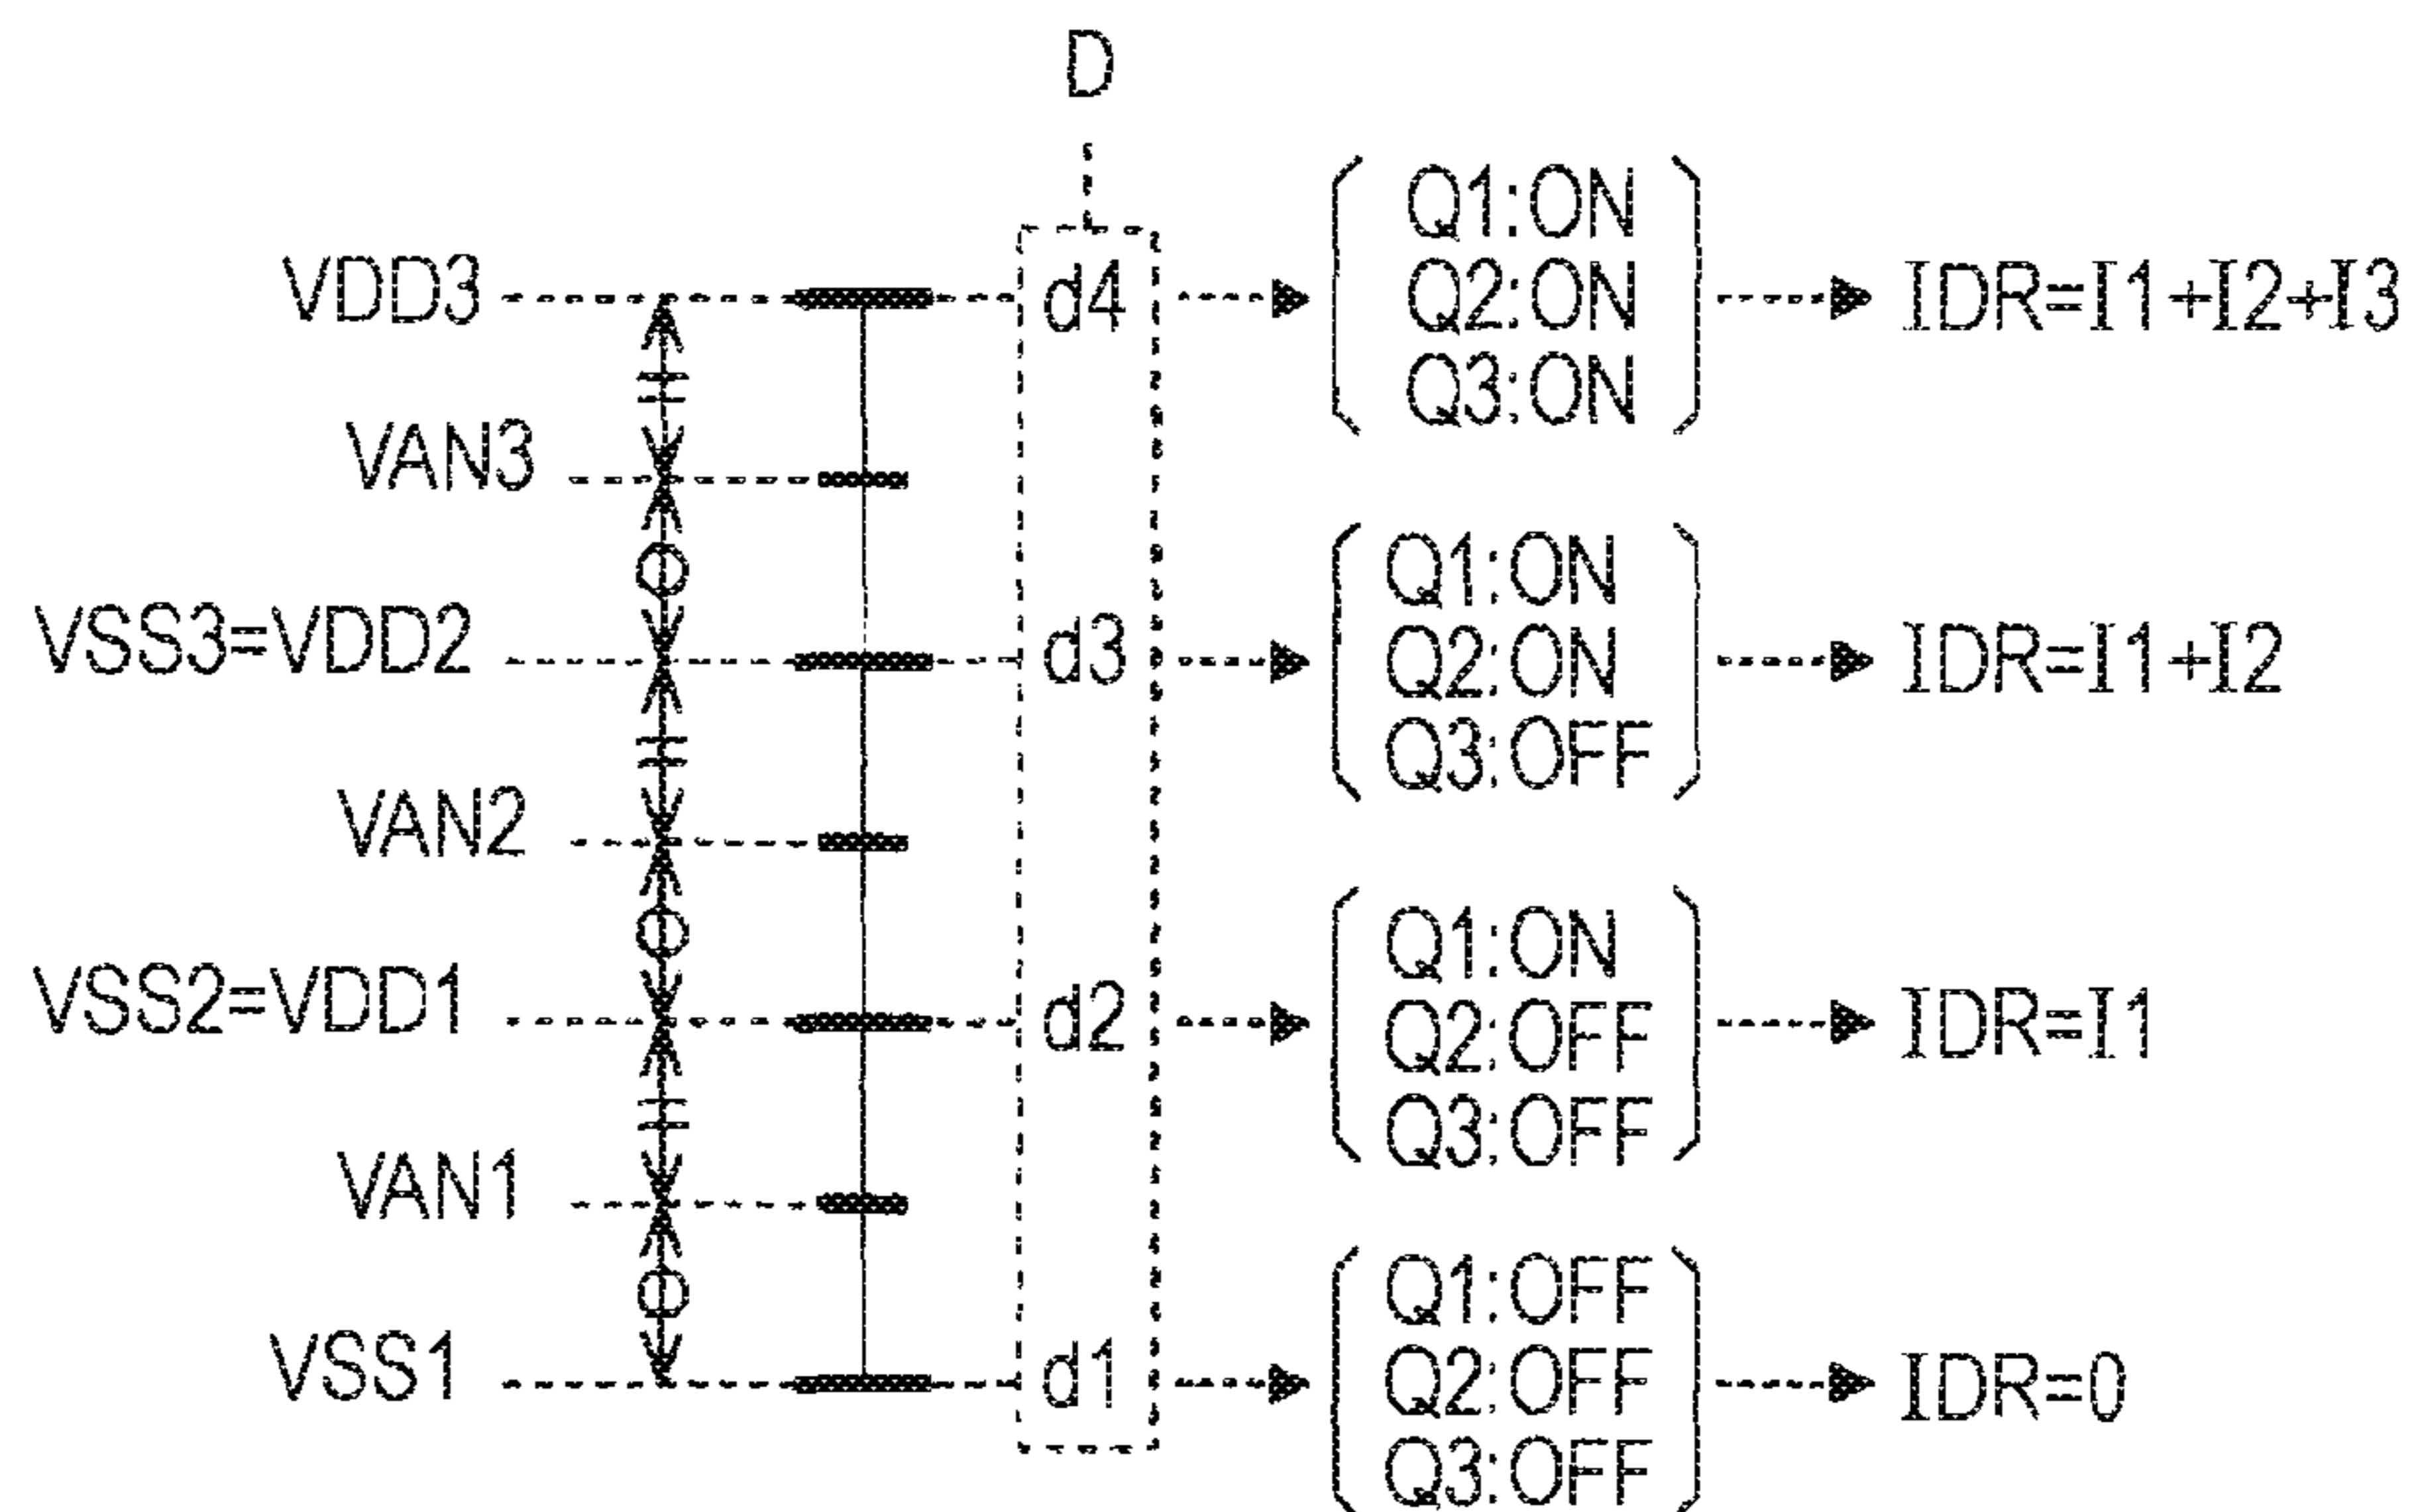 D
VDD3
d4
Q1:ON
Q2:ON
Q3:ON
IDR=I1+I2+I3
VAN3
VSS3=VDD2
d3
Q1:ON
Q2:ON
Q3:OFF
IDR=I1+I2
VAN2
VSS2=VDD1
d2
Q1:ON
Q2:OFF
Q3:OFF
IDR=I1
VAN1
VSS1
d1
Q1:OFF
Q2:OFF
Q3:OFF
IDR=0